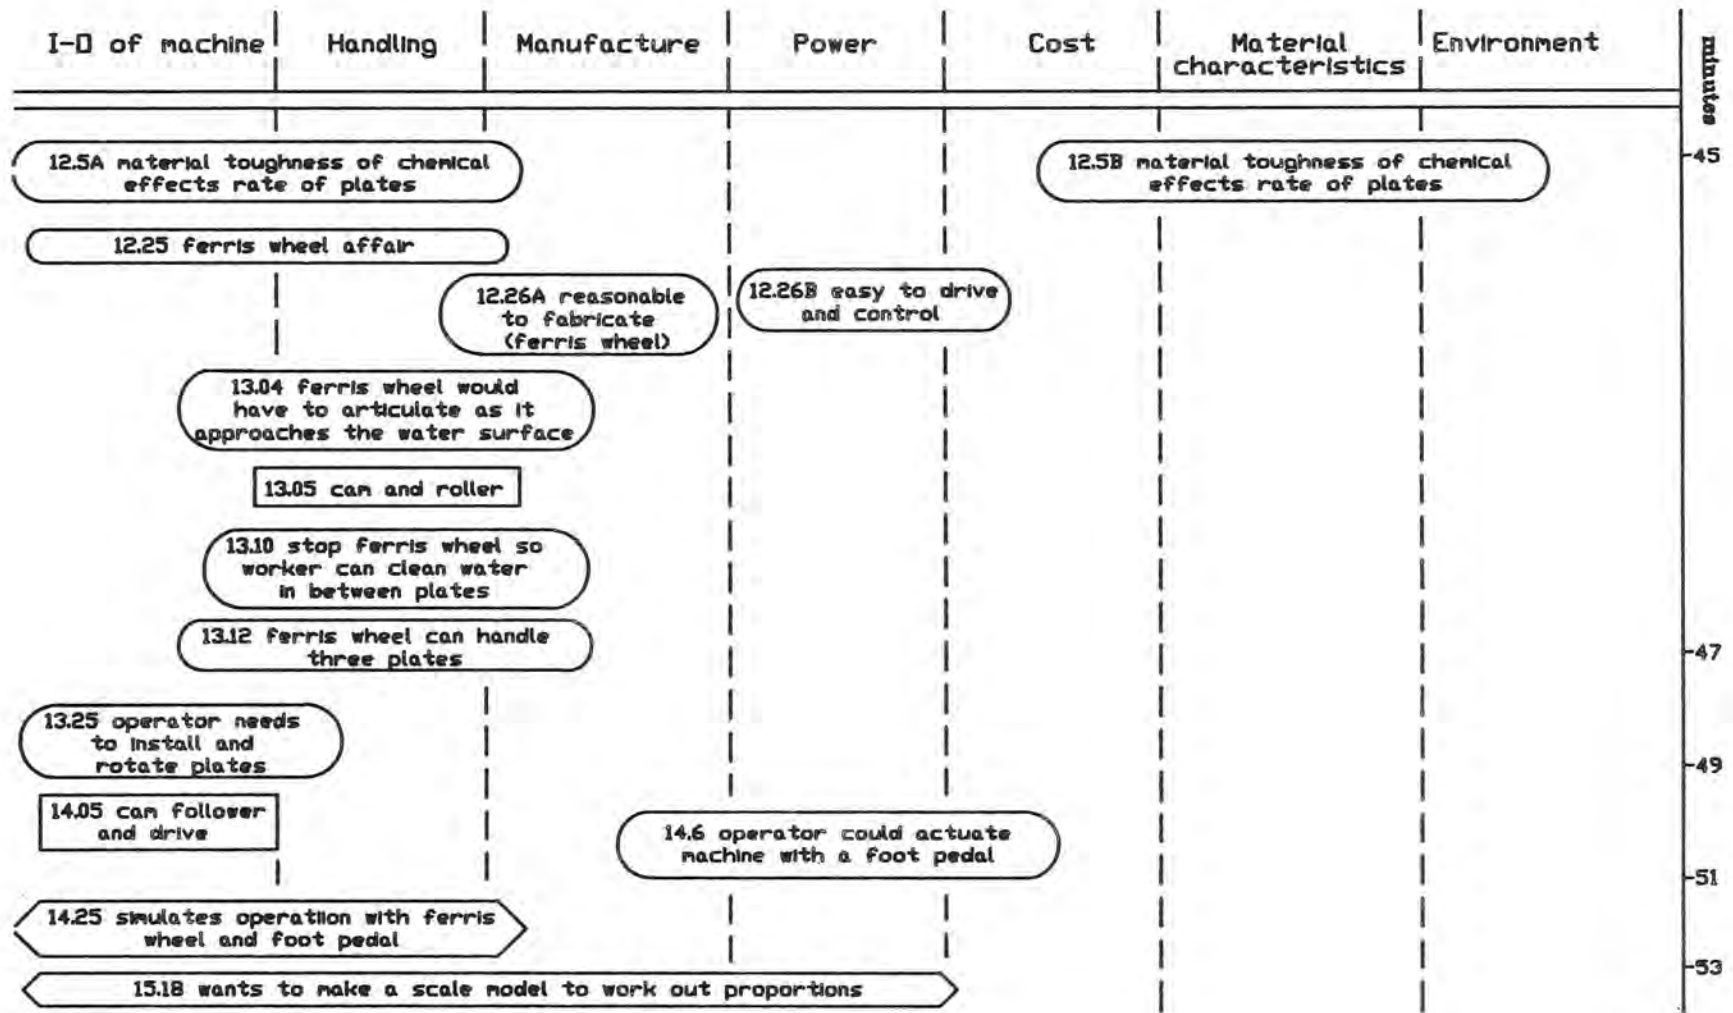 I-O of machine
Handling
Manufacture
Power
Cost
Material
characteristics
Environment
minutes
12.5A material toughness of chemical
effects rate of plates
12.5B material toughness of chemical
effects rate of plates
45
12.25 ferris wheel affair
12.26A reasonable
to fabricate
(ferris wheel)
12.26B easy to drive
and control
13.04 ferris wheel would
have to articulate as it
approaches the water surface
13.05 cam and roller
13.10 stop ferris wheel so
worker can clean water
in between plates
13.12 ferris wheel can handle
three plates
47
13.25 operator needs
to install and
rotate plates
49
14.05 cam follower
and drive
14.6 operator could actuate
machine with a foot pedal
51
14.25 simulates operation with ferris
wheel and foot pedal
53
15.18 wants to make a scale model to work out proportions